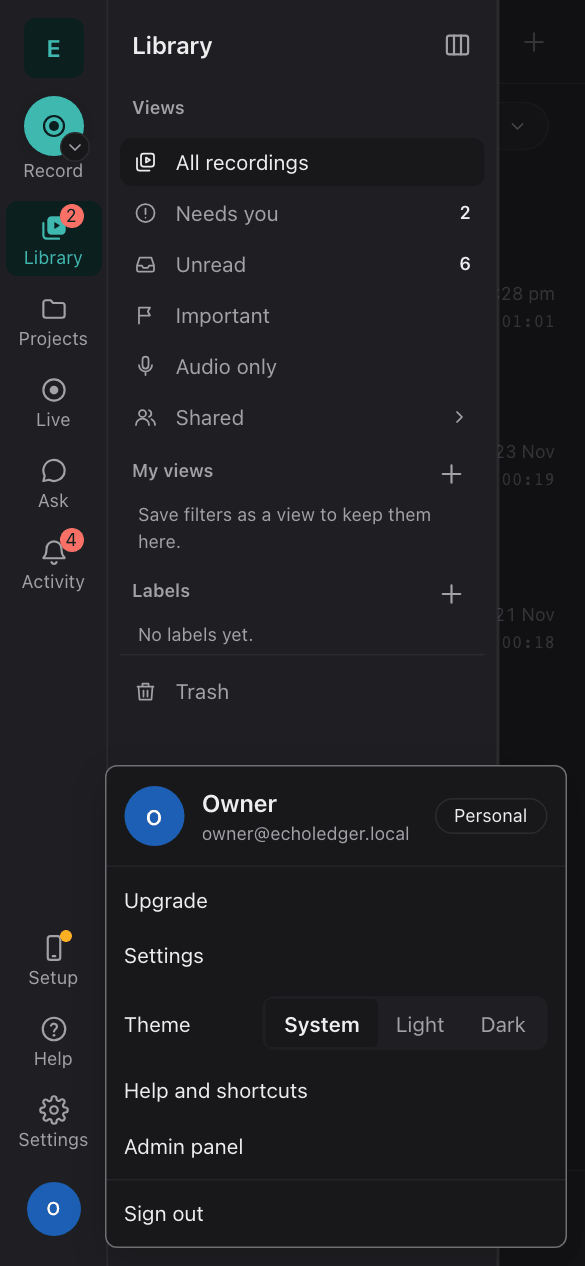 E
Record
2
Library
Projects
Live
Ask
4
Activity
Setup
Help
Settings
O
Library
Views
All recordings
Needs you 2
Unread 6
Important
Audio only
Shared
My views
Save filters as a view to keep them
here.
Labels
No labels yet.
Trash
:28 pm
01:01
23 Nov
00:19
21 Nov
00:18
O
Owner
owner@echoledger.local
Personal
Upgrade
Settings
Theme System Light Dark
Help and shortcuts
Admin panel
Sign out